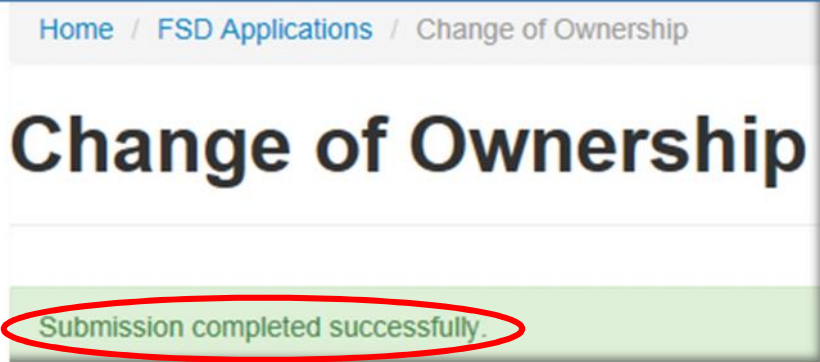 Home / FSD Applications / Change of Ownership
Change of Ownership
Submission completed successfully.